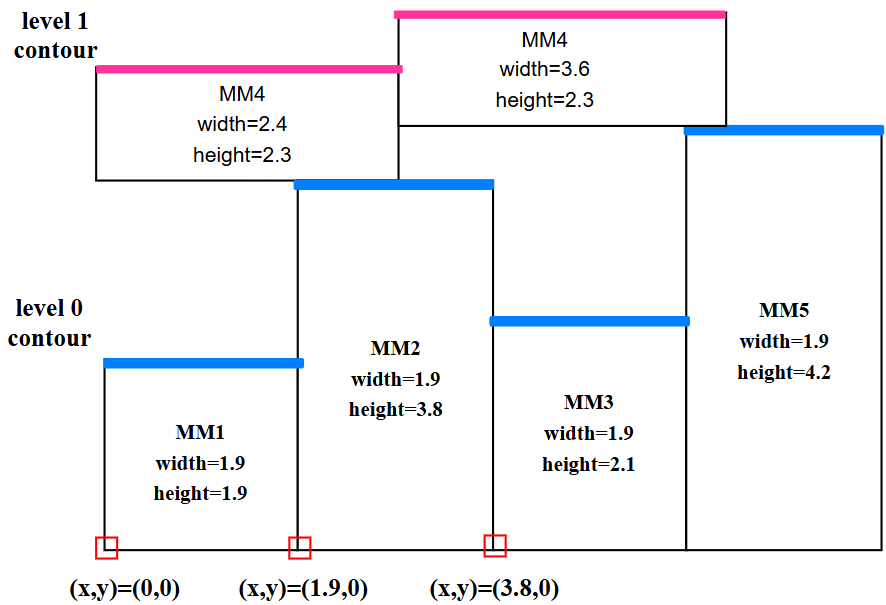 level 1
contour
MM4
width=2.4
height=2.3
MM4
width=3.6
height=2.3
level 0
contour
MM1
width=1.9
height=1.9
MM2
width=1.9
height=3.8
MM3
width=1.9
height=2.1
MM5
width=1.9
height=4.2
(x,y)=(0,0)
(x,y)=(1.9,0)
(x,y)=(3.8,0)